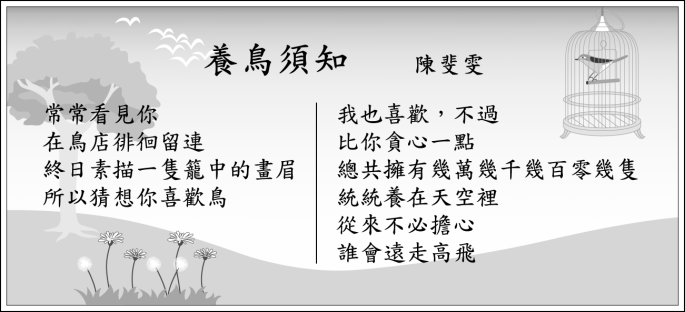 養鳥須知 陳斐雯
常常看見你
在鳥店徘徊留連
終日素描一隻籠中的畫眉
所以猜想你喜歡鳥
我也喜歡，不過
比你貪心一點
總共擁有幾萬幾千幾百零幾隻
統統養在天空裡
從來不必擔心
誰會遠走高飛